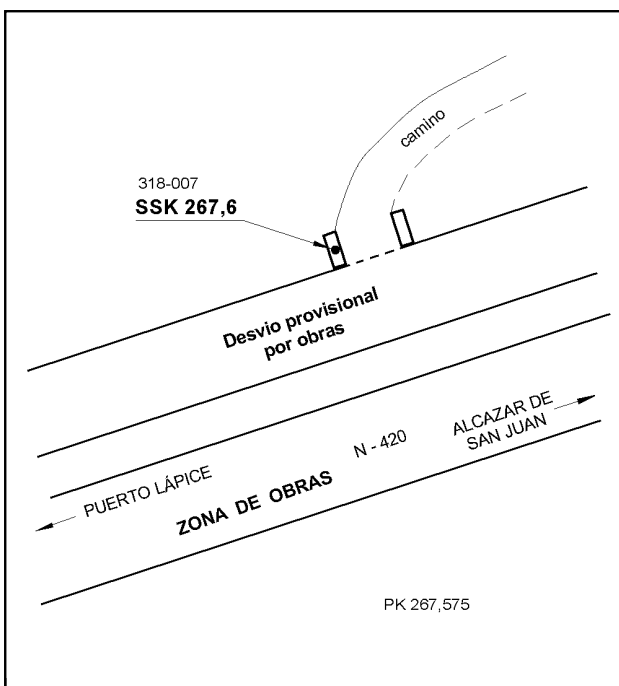 camino
318-007
SSK 267,6
Desvio provisional
por obras
ALCAZAR DE
SAN JUAN
N - 420
PUERTO LÁPICE
ZONA DE OBRAS
PK 267,575